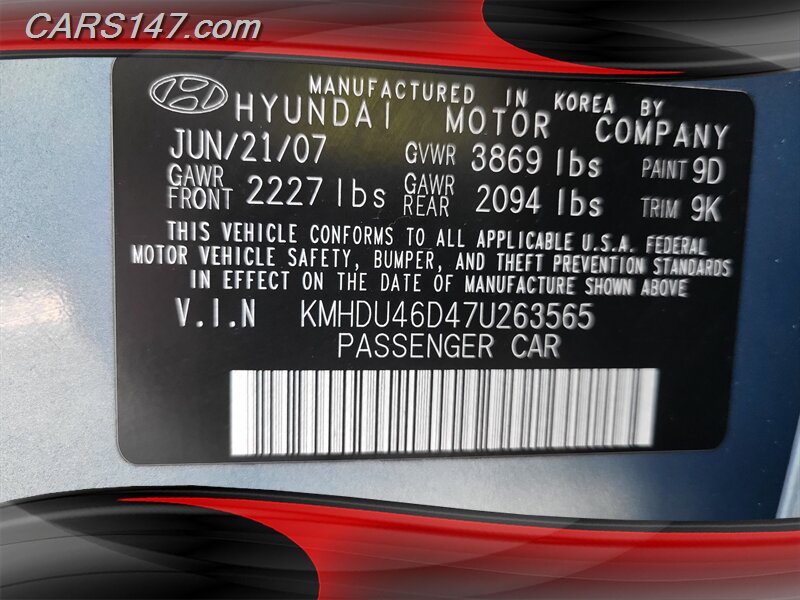 CARS147.com
MANUFACTURED IN KOREA BY
HYUNDAI MOTOR COMPANY
JUN/21/07 GVWR 3869 lbs PAINT 9D
GAWR FRONT 2227 lbs GAWR REAR 2094 lbs TRIM 9K
THIS VEHICLE CONFORMS TO ALL APPLICABLE U.S.A. FEDERAL
MOTOR VEHICLE SAFETY, BUMPER, AND THEFT PREVENTION STANDARDS
IN EFFECT ON THE DATE OF MANUFACTURE SHOWN ABOVE
V.I.N KMHDU46D47U263565
PASSENGER CAR